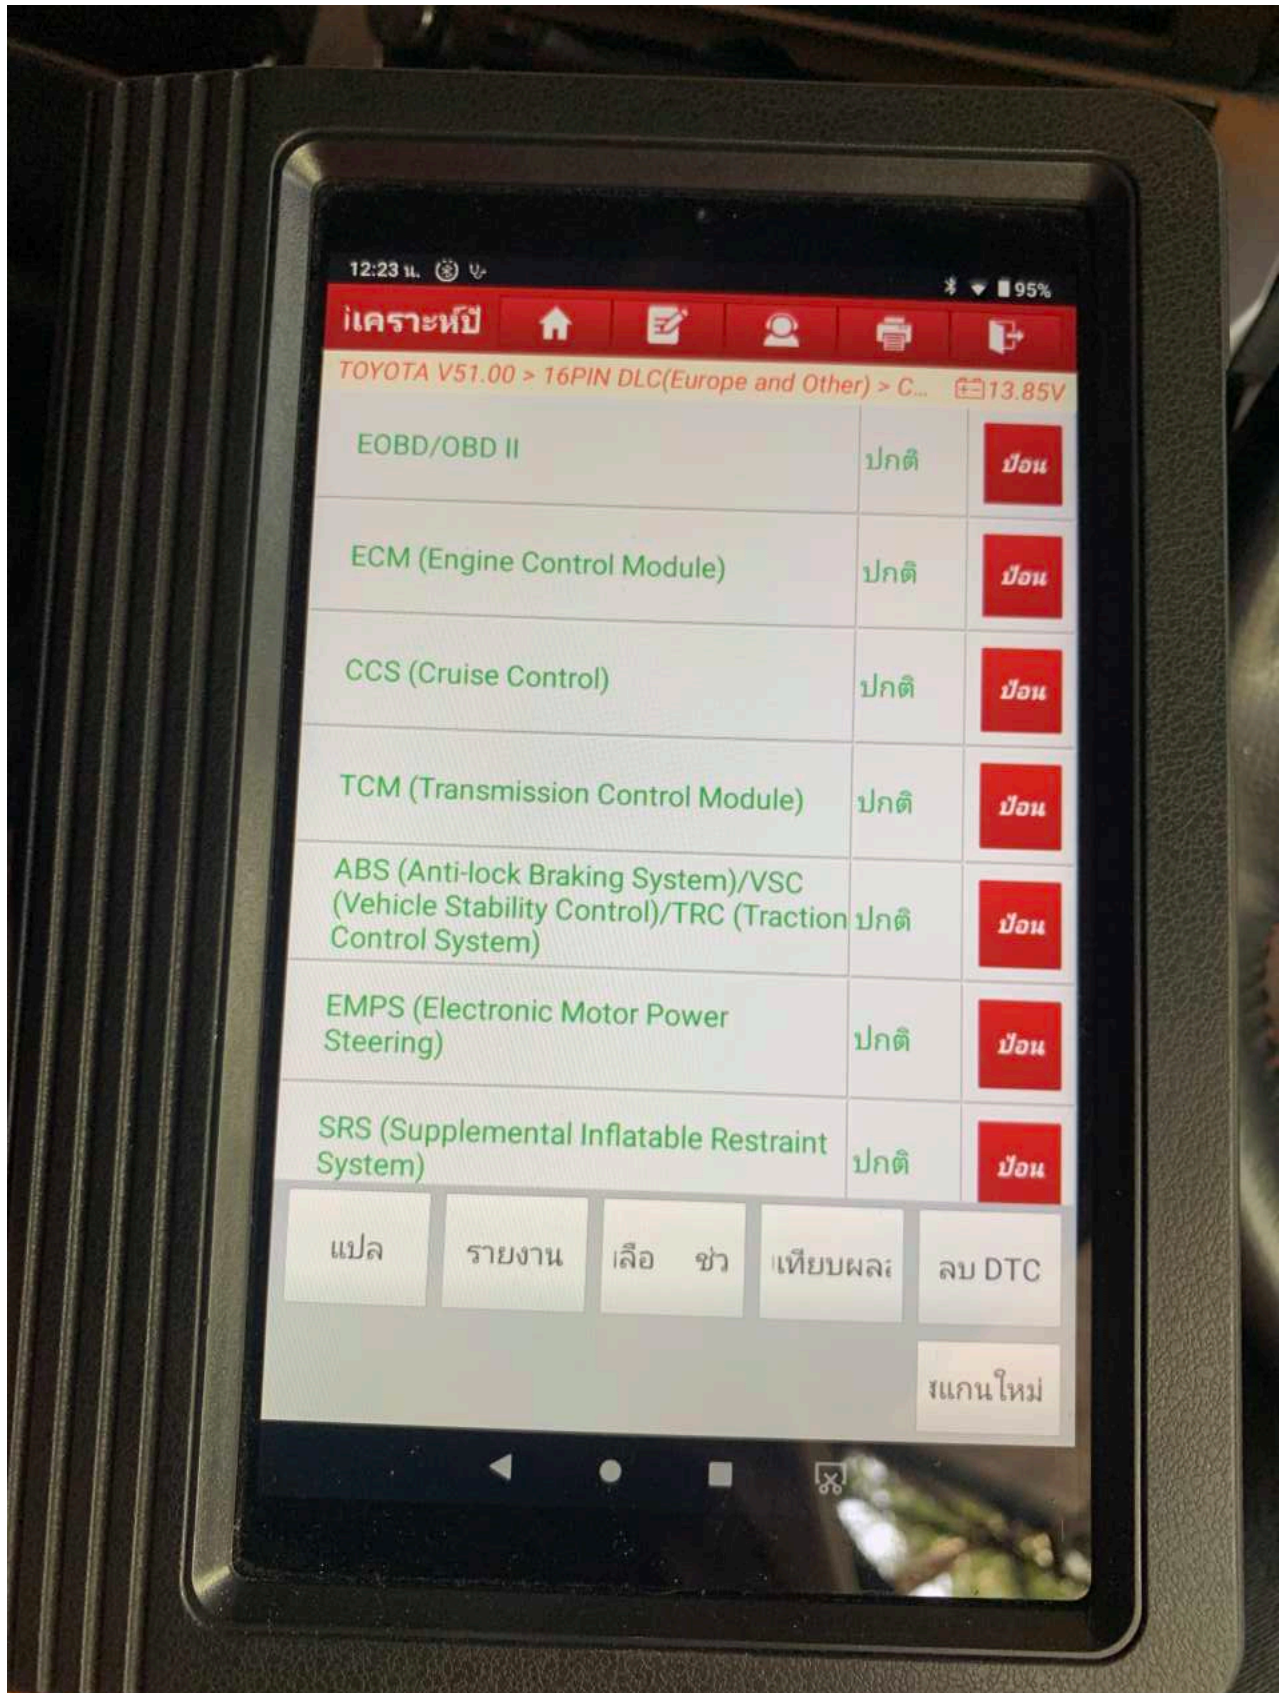 12:23 น.
95%
ิเคราะห์ปั
TOYOTA V51.00 > 16PIN DLC(Europe and Other) > C...
13.85V
EOBD/OBD II
ปกติ
ป้อน
ECM (Engine Control Module)
ปกติ
ป้อน
CCS (Cruise Control)
ปกติ
ป้อน
TCM (Transmission Control Module)
ปกติ
ป้อน
ABS (Anti-lock Braking System)/VSC
(Vehicle Stability Control)/TRC (Traction
Control System)
ปกติ
ป้อน
EMPS (Electronic Motor Power
Steering)
ปกติ
ป้อน
SRS (Supplemental Inflatable Restraint
System)
ปกติ
ป้อน
แปล
รายงาน
เลือ ช่ว
เทียบผล
ลบ DTC
สแกนใหม่